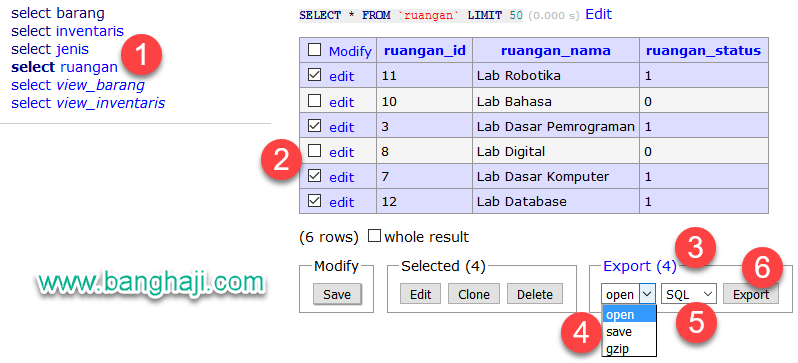 select barang
select inventaris
select jenis
select ruangan
select view_barang
select view_inventaris
1
SELECT * FROM `ruangan` LIMIT 50 (0.000 s) Edit
Modify ruangan_id ruangan_nama ruangan_status
edit 11 Lab Robotika 1
edit 10 Lab Bahasa 0
edit 3 Lab Dasar Pemrograman 1
edit 8 Lab Digital 0
edit 7 Lab Dasar Komputer 1
edit 12 Lab Database 1
2
(6 rows) whole result
Modify
Save
Selected (4)
Edit Clone Delete
Export (4)
3
open SQL Export
6
open
save
gzip
4
5
www.banghaji.com